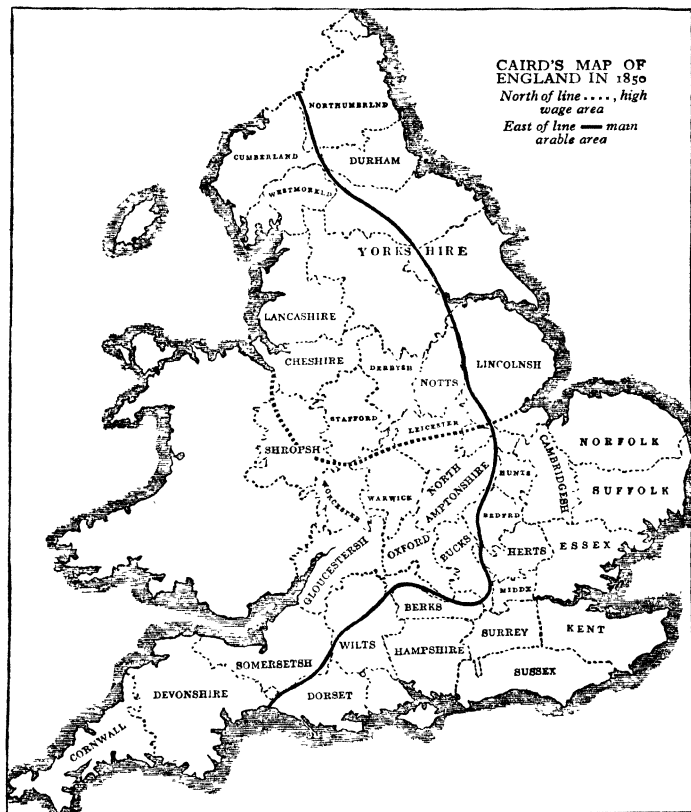 CAIRD'S MAP OF
ENGLAND IN 1850
North of line ...., high
wage area
East of line — main
arable area
NORTHUMBRLND
CUMBERLAND
DURHAM
WESTMORELD
YORKSHIRE
LANCASHIRE
CHESHIRE
DERBYSH
NOTTS
LINCOLNSH
STAFFORD
LEICESTER
SHROPSH
NORFOLK
CAMBRIDGESH
SUFFOLK
WORCESTER
WARWICK
NORTH
AMPTONSHIRE
HUNTS
BEDFRD
GLOUCESTERSH
OXFORD
BUCKS
HERTS
ESSEX
MIDDX
BERKS
SURREY
KENT
WILTS
HAMPSHIRE
SOMERSETSH
SUSSEX
DEVONSHIRE
DORSET
CORNWALL